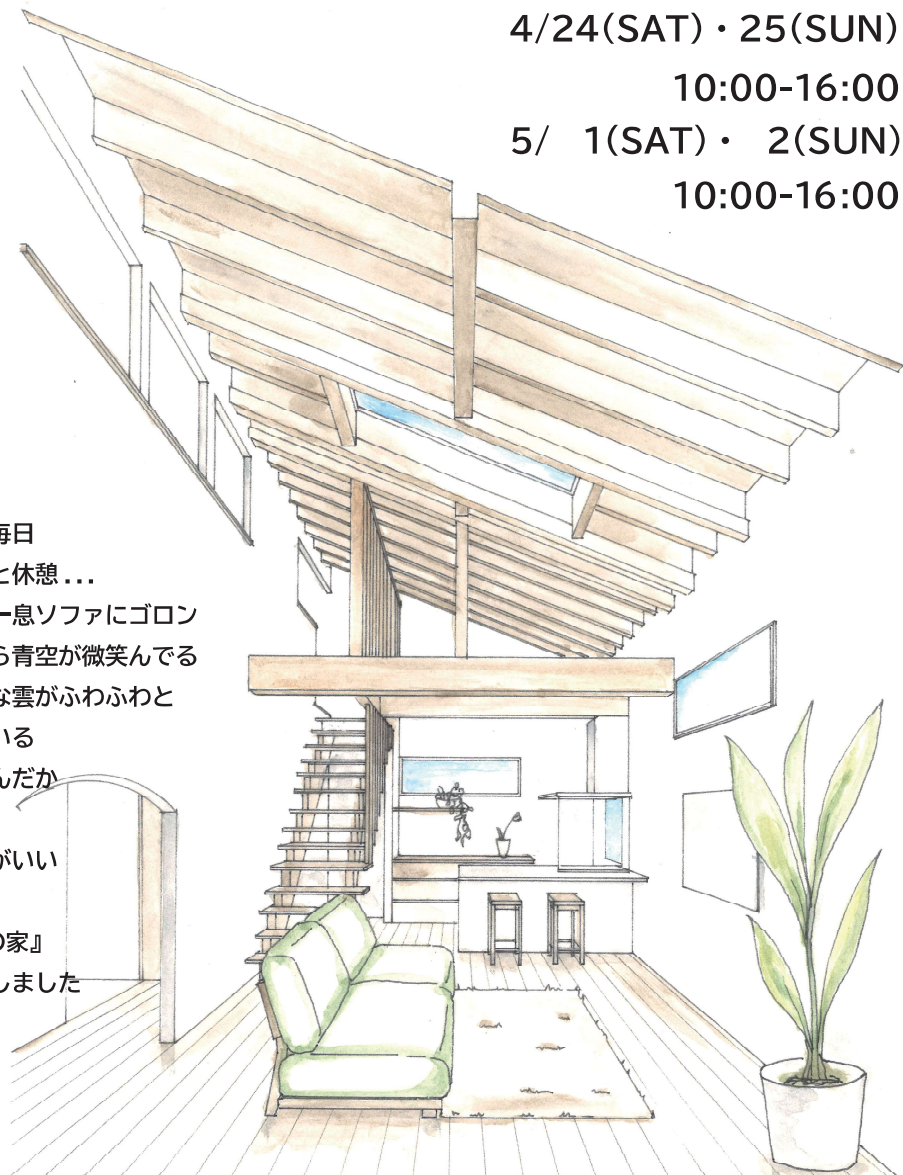 4/24(SAT)・25(SUN)
10:00-16:00
5/ 1(SAT)・ 2(SUN)
10:00-16:00
毎日
と休憩...
一息ソファにゴロン
ら青空が微笑んでる
な雲がふわふわと
いる
んだか
がいい
の家』
しました